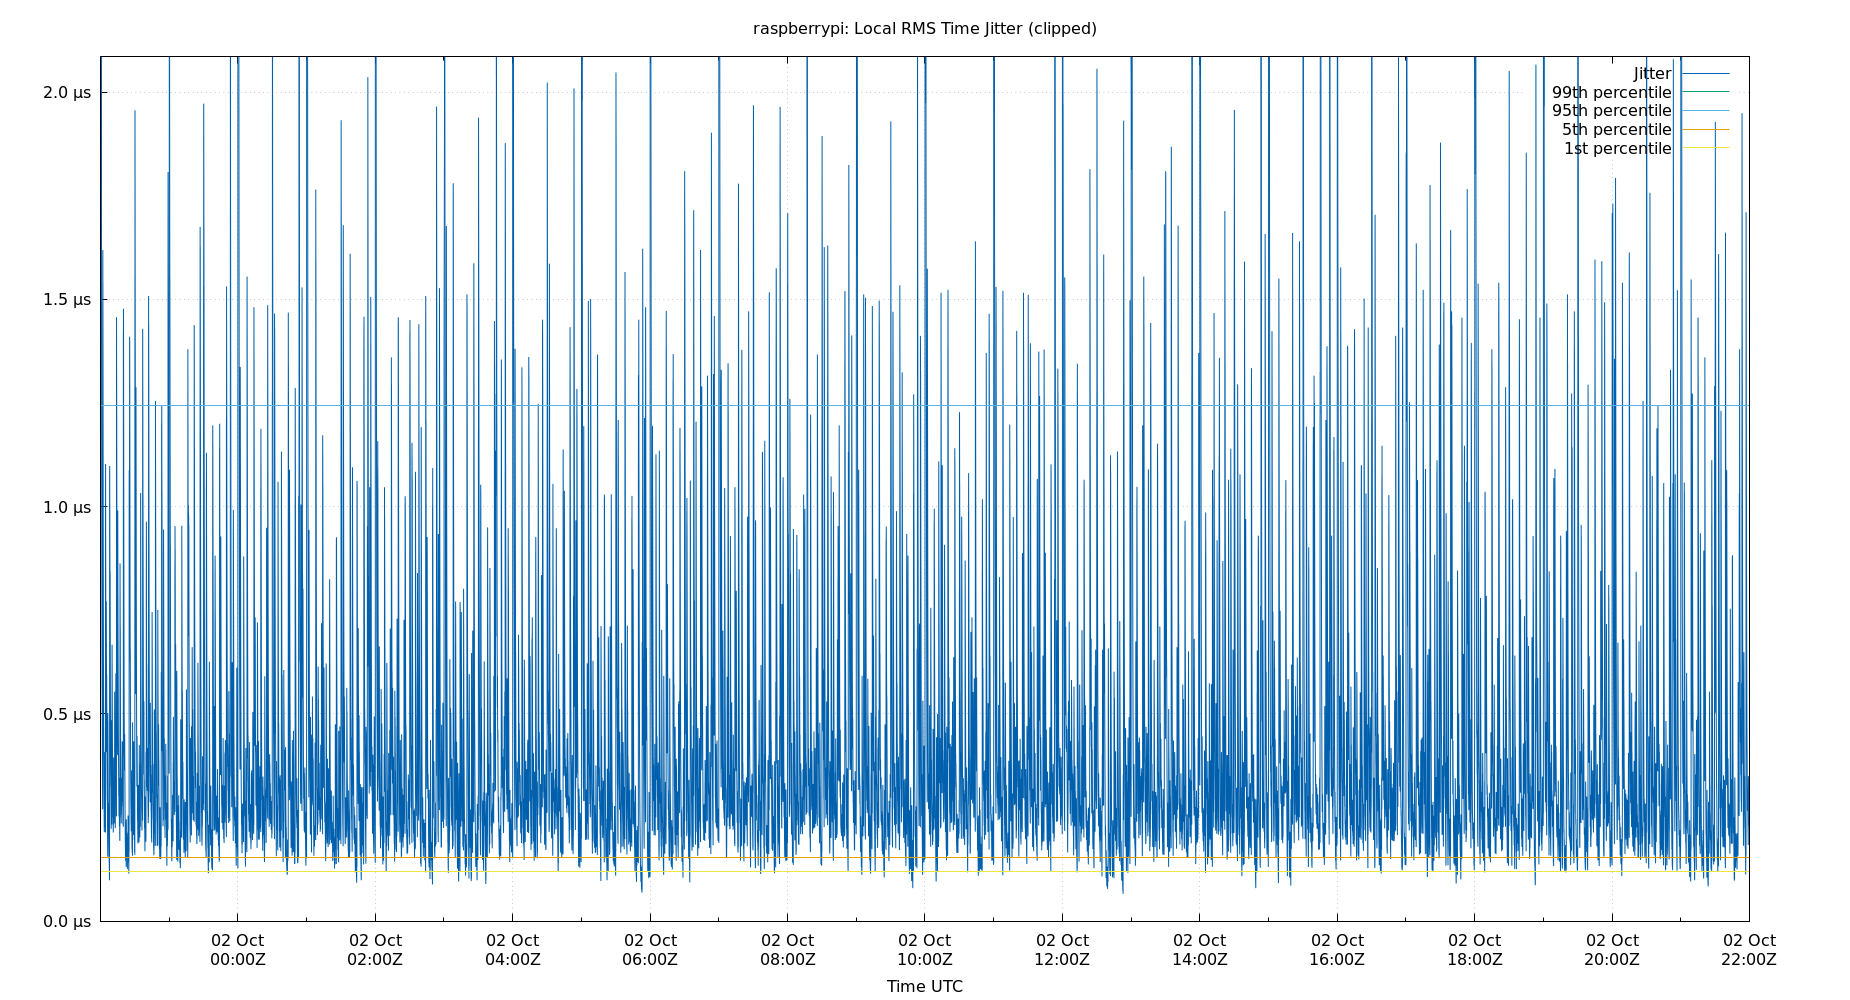 raspberrypi: Local RMS Time Jitter (clipped)
Jitter
99th percentile
95th percentile
5th percentile
1st percentile
2.0 µs
1.5 µs
1.0 µs
0.5 µs
0.0 µs
02 Oct 02 Oct 02 Oct 02 Oct 02 Oct 02 Oct 02 Oct 02 Oct 02 Oct 02 Oct 02 Oct 02 Oct
00:00Z 02:00Z 04:00Z 06:00Z 08:00Z 10:00Z 12:00Z 14:00Z 16:00Z 18:00Z 20:00Z 22:00Z
Time UTC